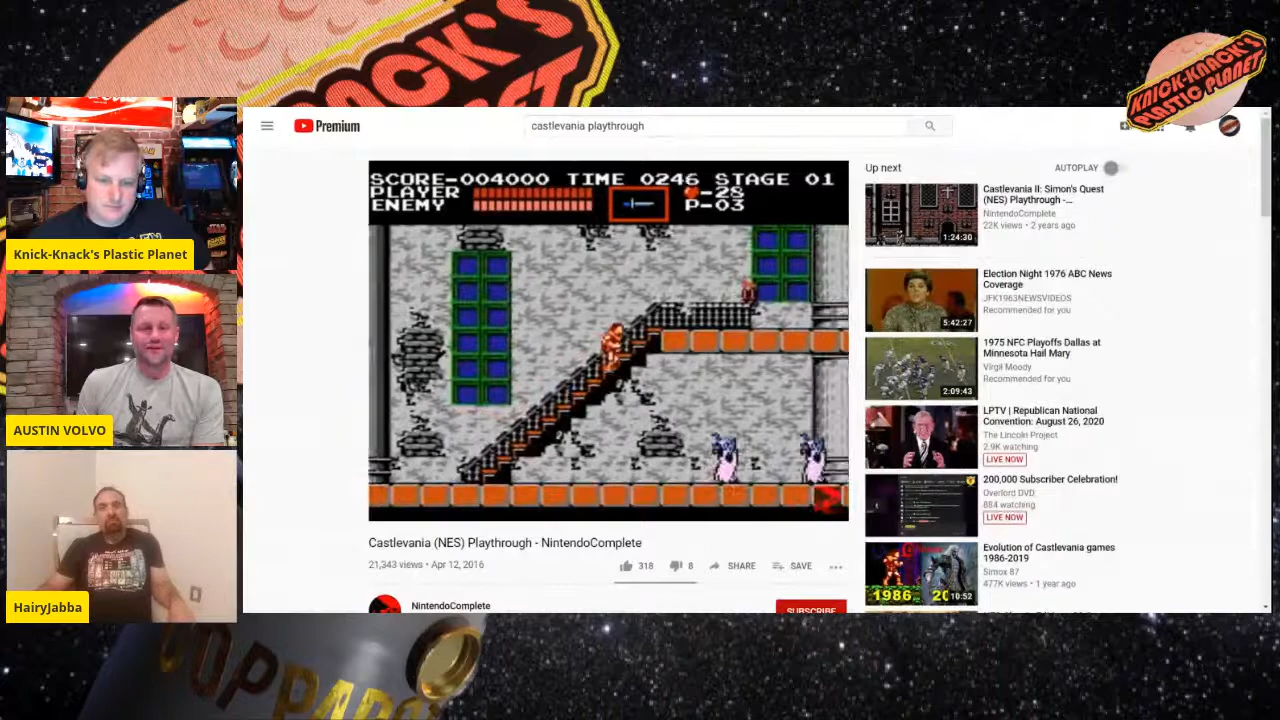 KNACK'S
ET
KNICK-KNACK'S
PLASTIC PLANET
Premium
castlevania playthrough
Knick-Knack's Plastic Planet
AUSTIN VOLVO
HairyJabba
SCORE-004000 TIME 0246 STAGE 01
PLAYER -28
ENEMY P-03
Castlevania (NES) Playthrough - NintendoComplete
21,343 views • Apr 12, 2016
318
8
SHARE
SAVE
NintendoComplete
SUBSCRIBE
Up next
AUTOPLAY
Castlevania II: Simon's Quest
(NES) Playthrough -...
NintendoComplete
22K views • 2 years ago
1:24:30
Election Night 1976 ABC News
Coverage
JFK1963NEWSVIDEOS
Recommended for you
5:42:27
1975 NFC Playoffs Dallas at
Minnesota Hail Mary
Virgil Moody
Recommended for you
2:09:43
LPTV | Republican National
Convention: August 26, 2020
The Lincoln Project
2.9K watching
LIVE NOW
200,000 Subscriber Celebration!
Overlord DVD
884 watching
LIVE NOW
Evolution of Castlevania games
1986-2019
Simox 87
477K views • 1 year ago
1986
20
10:52